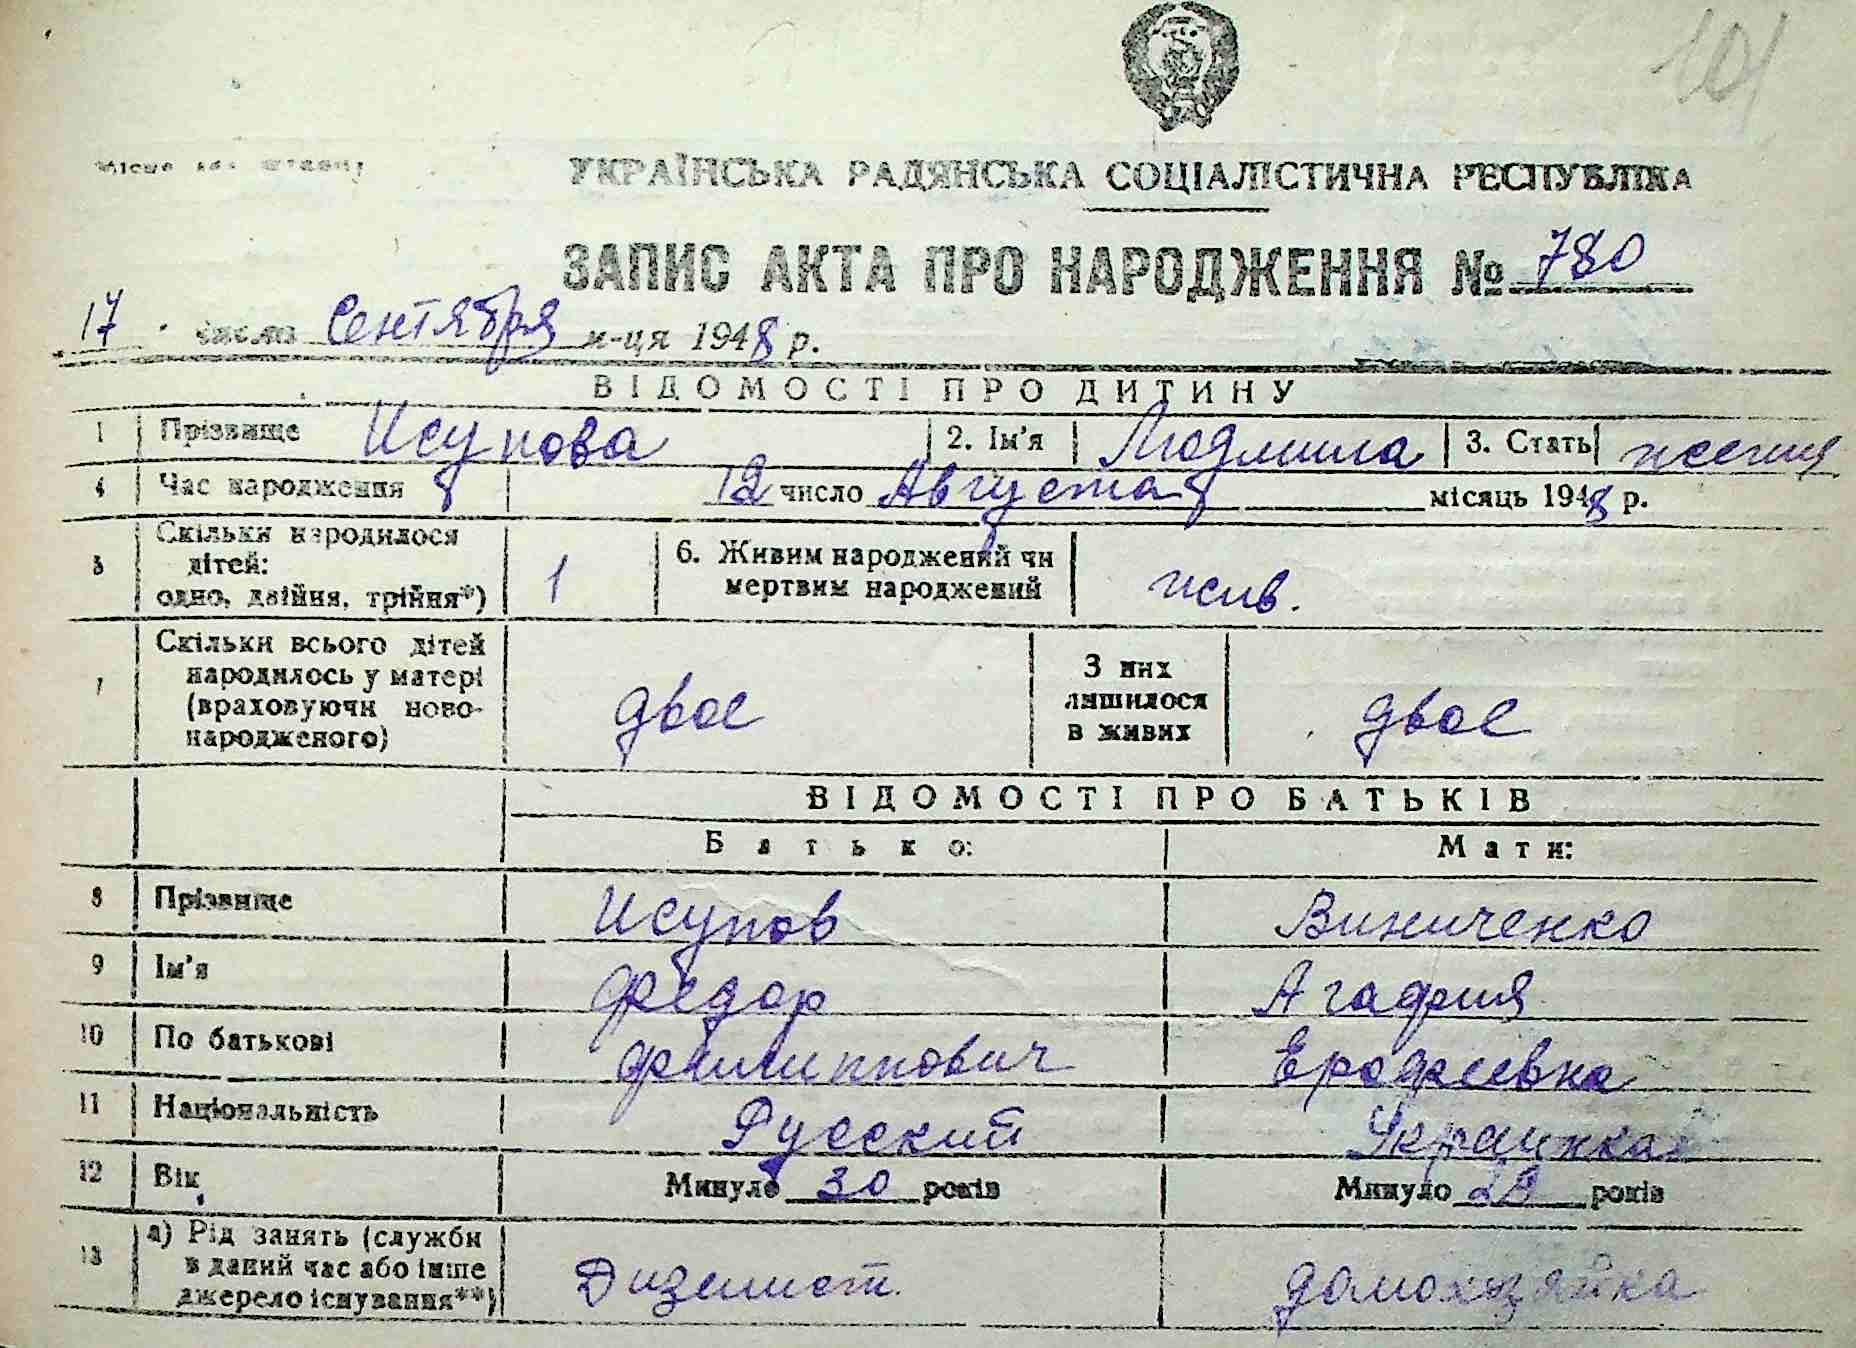 101
Місце для штампу
УКРАЇНСЬКА РАДЯНСЬКА СОЦІАЛІСТИЧНА РЕСПУБЛІКА
ЗАПИС АКТА ПРО НАРОДЖЕННЯ № 780
17 числа Сентября м-ця 1948 р.
ВІДОМОСТІ ПРО ДИТИНУ
1 Прізвище Исупова 2. Ім'я Людмила 3. Стать
4 Час народження 12 число Августа місяць 1948 р.
5 Скільки народилося дітей: одно, двійня, трійня*) 1 6. Живим народжений чи мертвим народжений жив.
7 Скільки всього дітей народилось у матері (враховуючи новонародженого) двое З них лишилося в живих двое
ВІДОМОСТІ ПРО БАТЬКІВ
Батько: Мати:
8 Прізвище Исупов Виниченко
9 Ім'я Федор Агафия
10 По батькові Филиппович Ерофеевна
11 Національність Русский Украинка
12 Вік Минуло 30 років Минуло років
13 а) Рід занять (служби в даний час або інше джерело існування**) Дизелист домохозяйка